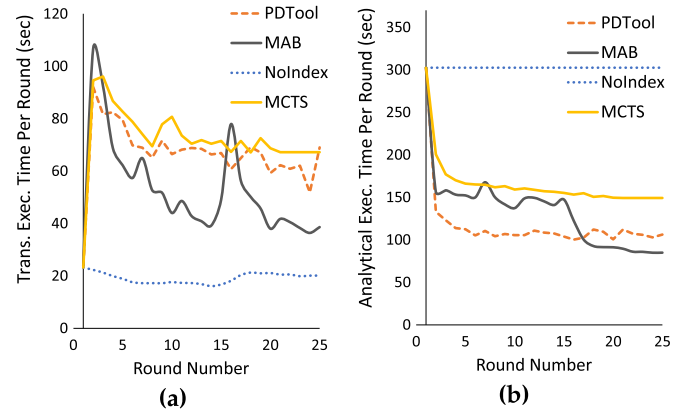 Trans. Exec. Time Per Round (sec)
120
100
80
60
40
20
0
0
5
10
15
20
25
Round Number
PDTool
MAB
NoIndex
MCTS
(a)
Analytical Exec. Time Per Round (sec)
350
300
250
200
150
100
50
0
0
5
10
15
20
25
Round Number
PDTool
MAB
NoIndex
MCTS
(b)